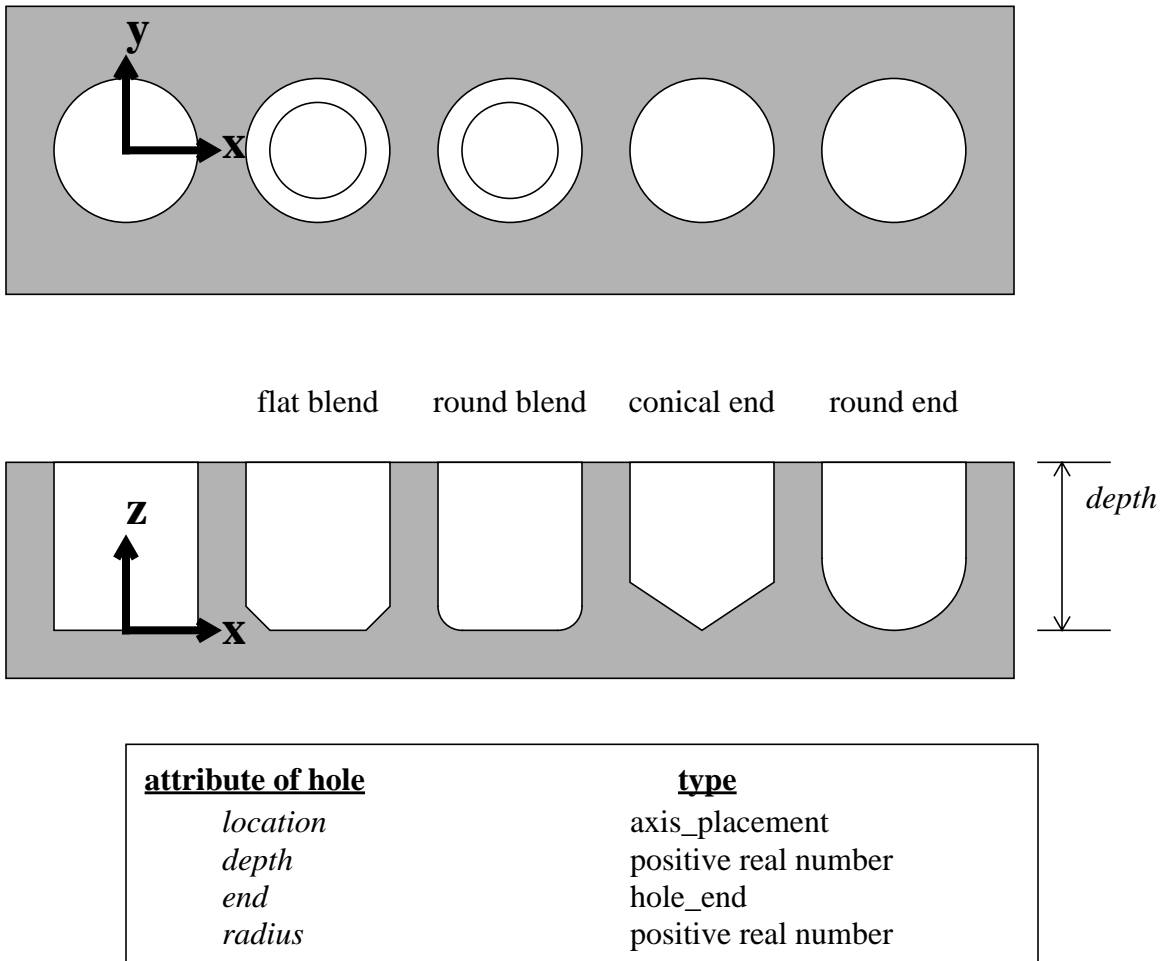 y
x
flat blend round blend conical end round end
z
depth
x
attribute of hole type
location axis_placement
depth positive real number
end hole_end
radius positive real number